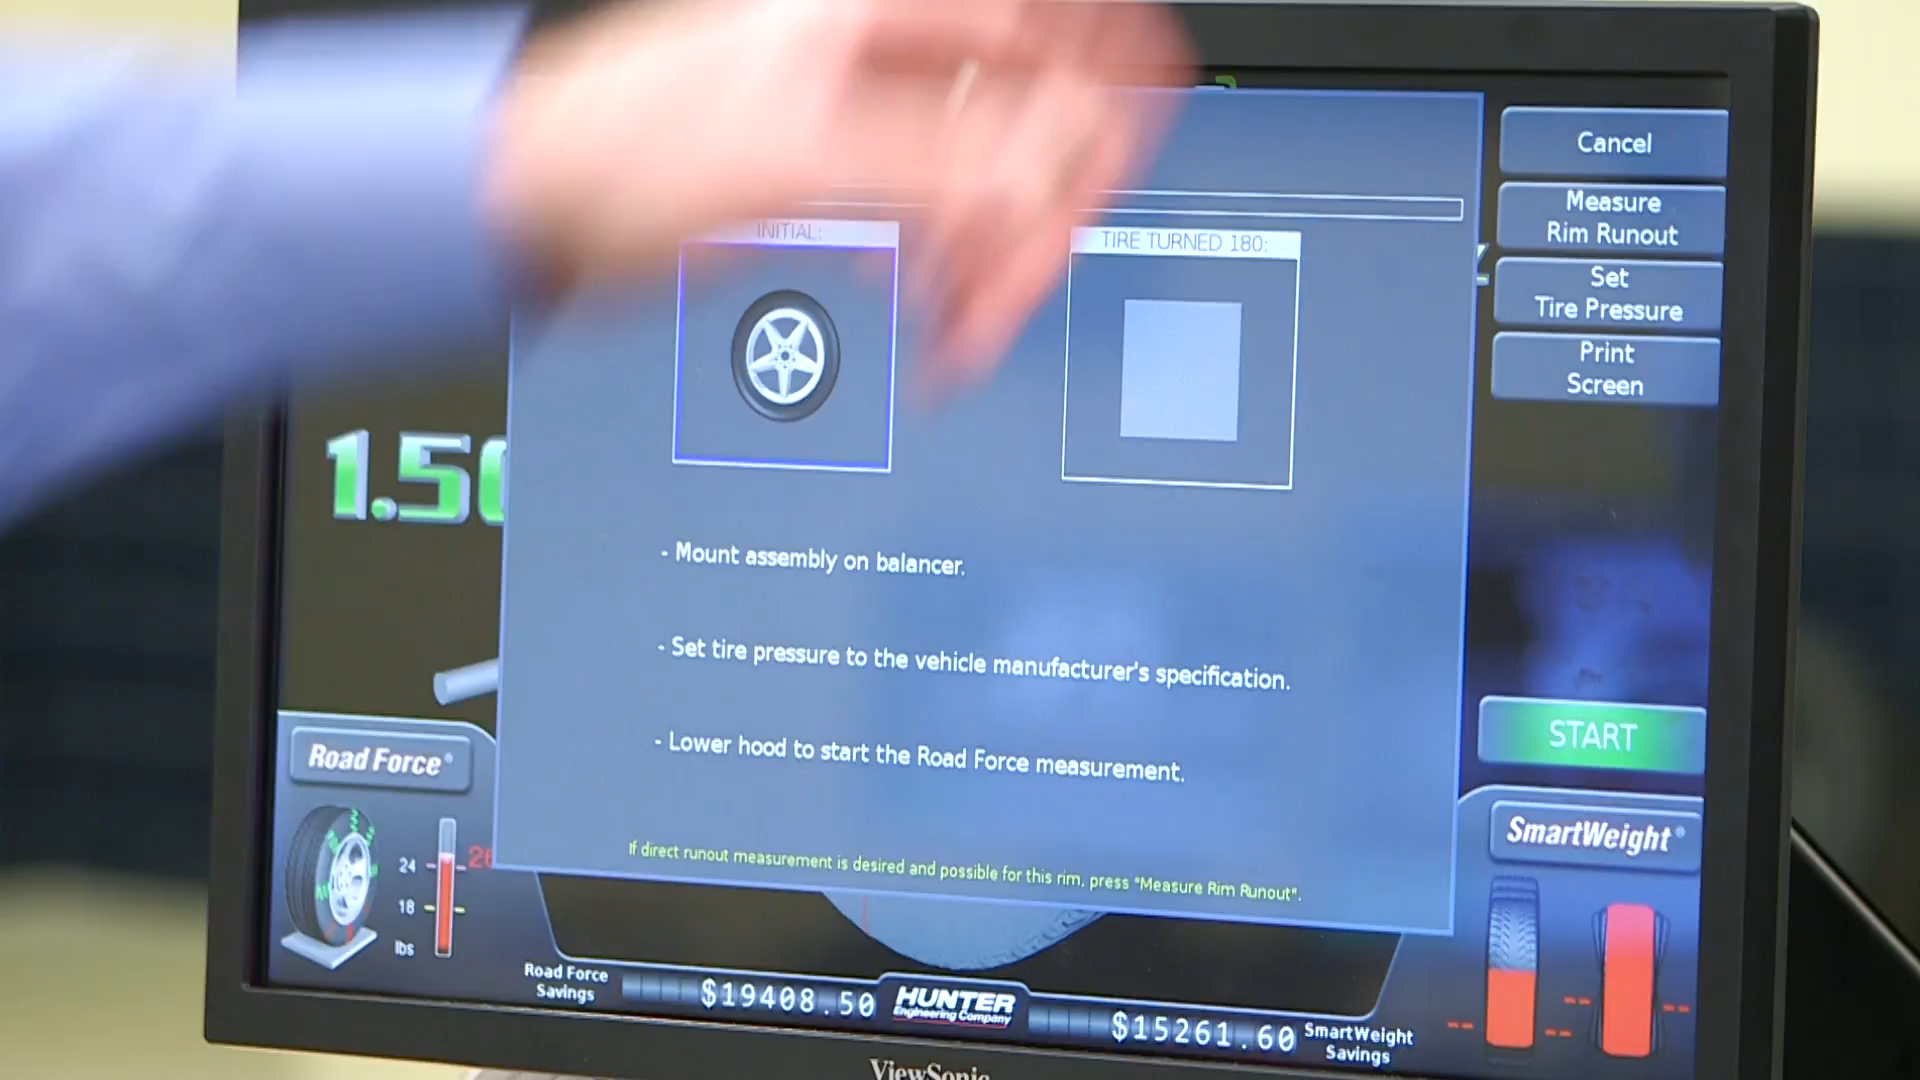 Cancel
Measure
Rim Runout
Set
Tire Pressure
Print
Screen
INITIAL:
TIRE TURNED 180:
- Mount assembly on balancer.
- Set tire pressure to the vehicle manufacturer's specification.
- Lower hood to start the Road Force measurement.
If direct runout measurement is desired and possible for this rim, press "Measure Rim Runout".
START
Road Force®
24
18
lbs
SmartWeight®
Road Force
Savings
$19408.50
HUNTER
Engineering Company
$15261.60
SmartWeight
Savings
ViewSonic